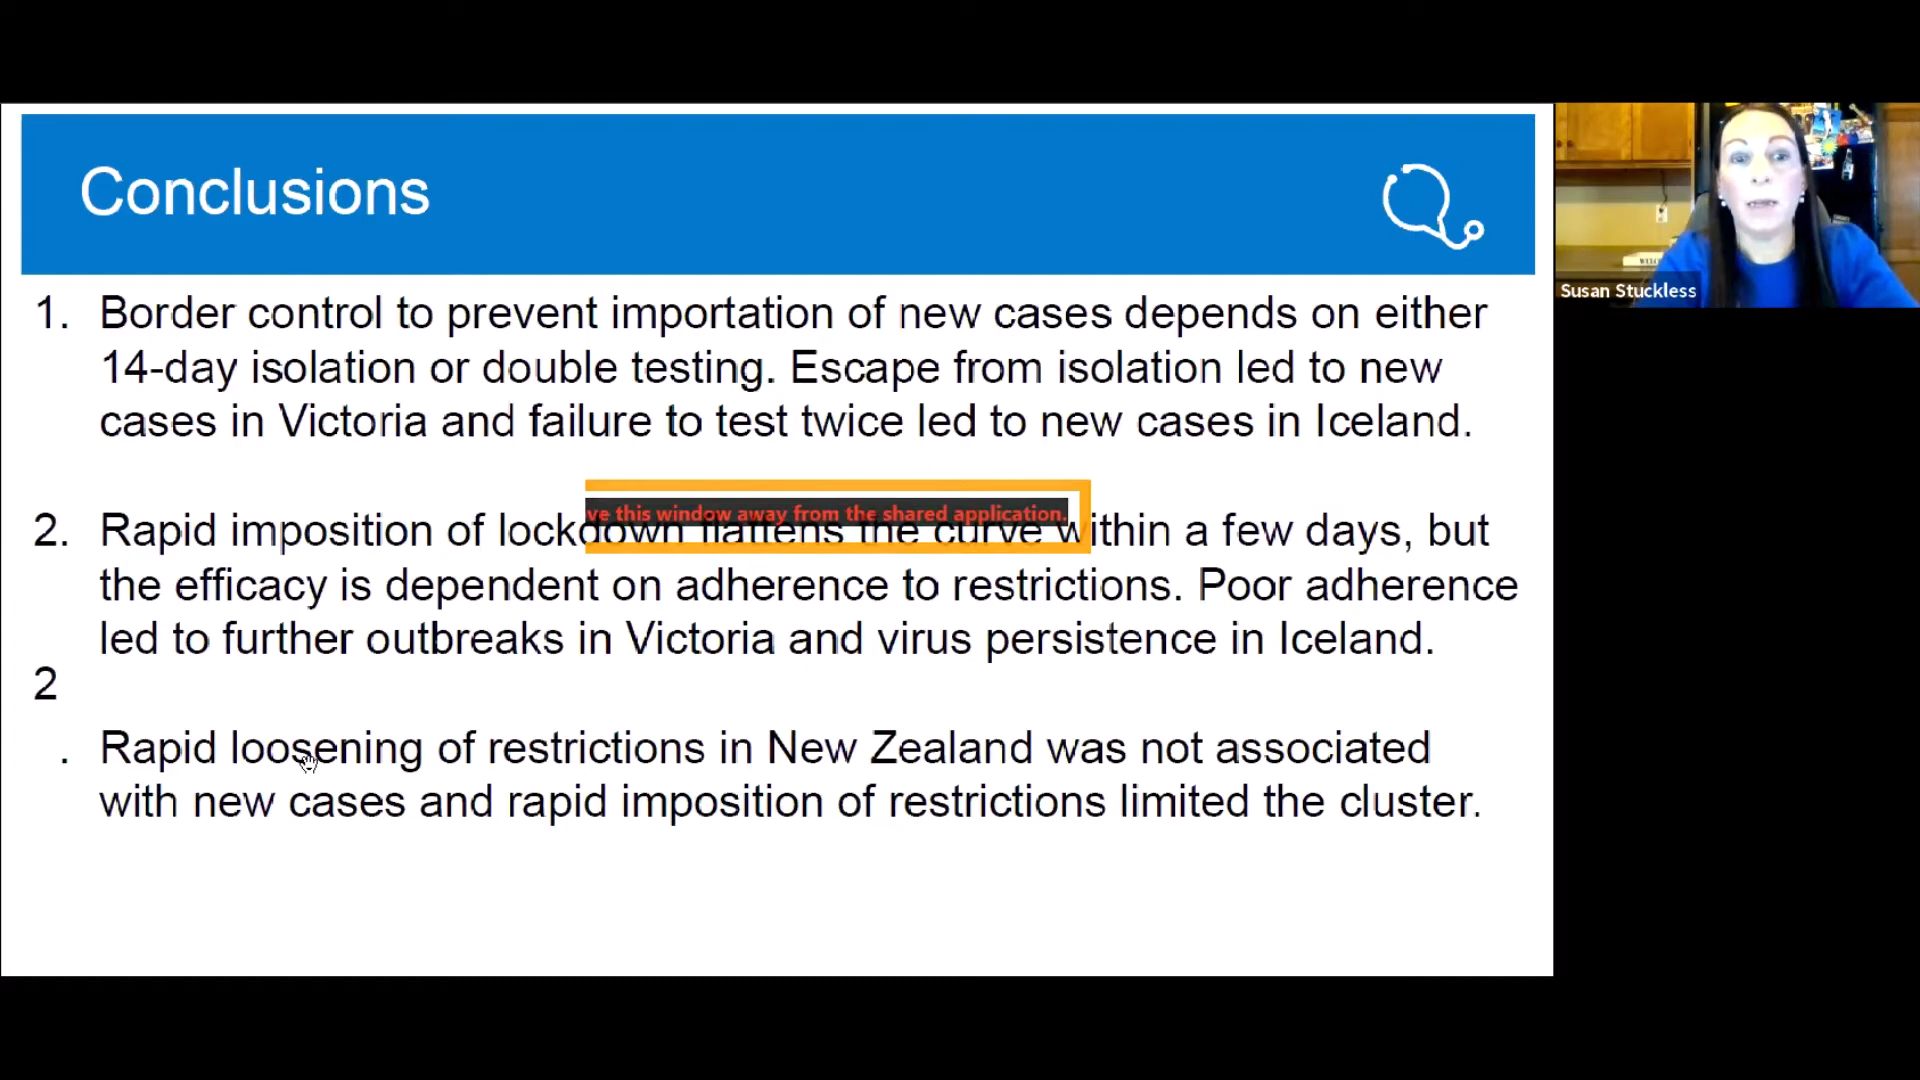 Conclusions
1. Border control to prevent importation of new cases depends on either
14-day isolation or double testing. Escape from isolation led to new
cases in Victoria and failure to test twice led to new cases in Iceland.
ve this window away from the shared application.
2. Rapid imposition of lockdown flattens the curve within a few days, but
the efficacy is dependent on adherence to restrictions. Poor adherence
led to further outbreaks in Victoria and virus persistence in Iceland.
2
. Rapid loosening of restrictions in New Zealand was not associated
with new cases and rapid imposition of restrictions limited the cluster.
Susan Stuckless